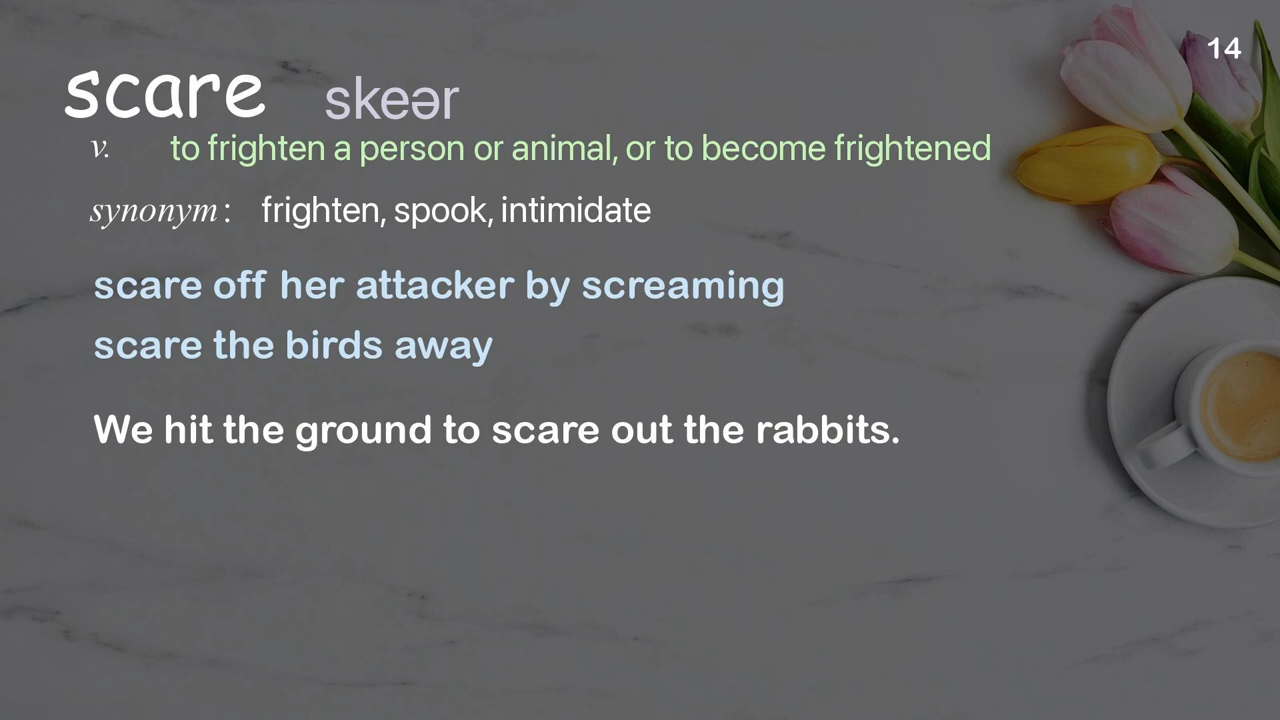 14
scare skeər
v. to frighten a person or animal, or to become frightened
synonym: frighten, spook, intimidate
scare off her attacker by screaming
scare the birds away
We hit the ground to scare out the rabbits.